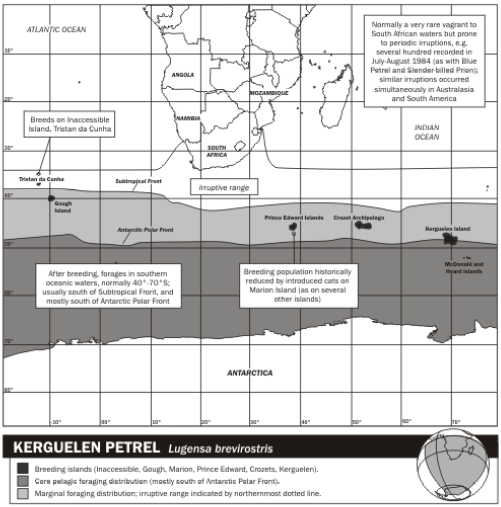 ATLANTIC OCEAN
Normally a very rare vagrant to
South African waters but prone
to periodic irruptions, e.g.
several hundred recorded in
July-August 1984 (as with Blue
Petrel and Slender-billed Prion);
similar irruptions occurred
simultaneously in Australasia
and South America
10°
ANGOLA
MOZAMBIQUE
20°
NAMIBIA
Breeds on Inaccessible
Island, Tristan da Cunha
INDIAN
OCEAN
30°
SOUTH
AFRICA
Tristan da Cunha
Subtropical Front
Irruptive range
40°
Gough
Island
Prince Edward Islands
Crozet Archipelago
Kerguelen Island
Antarctic Polar Front
50°
McDonald and
Heard Islands
After breeding, forages in southern
oceanic waters, normally 40°-70°S;
usually south of Subtropical Front, and
mostly south of Antarctic Polar Front
Breeding population historically
reduced by introduced cats on
Marion Island (as on several
other islands)
60°
70°
ANTARCTICA
80°
-10° 0° 10° 20° 30° 40° 50° 60° 70°
KERGUELEN PETREL Lugensa brevirostris
Breeding islands (Inaccessible, Gough, Marion, Prince Edward, Crozets, Kerguelen).
Core pelagic foraging distribution (mostly south of Antarctic Polar Front).
Marginal foraging distribution; irruptive range indicated by northernmost dotted line.